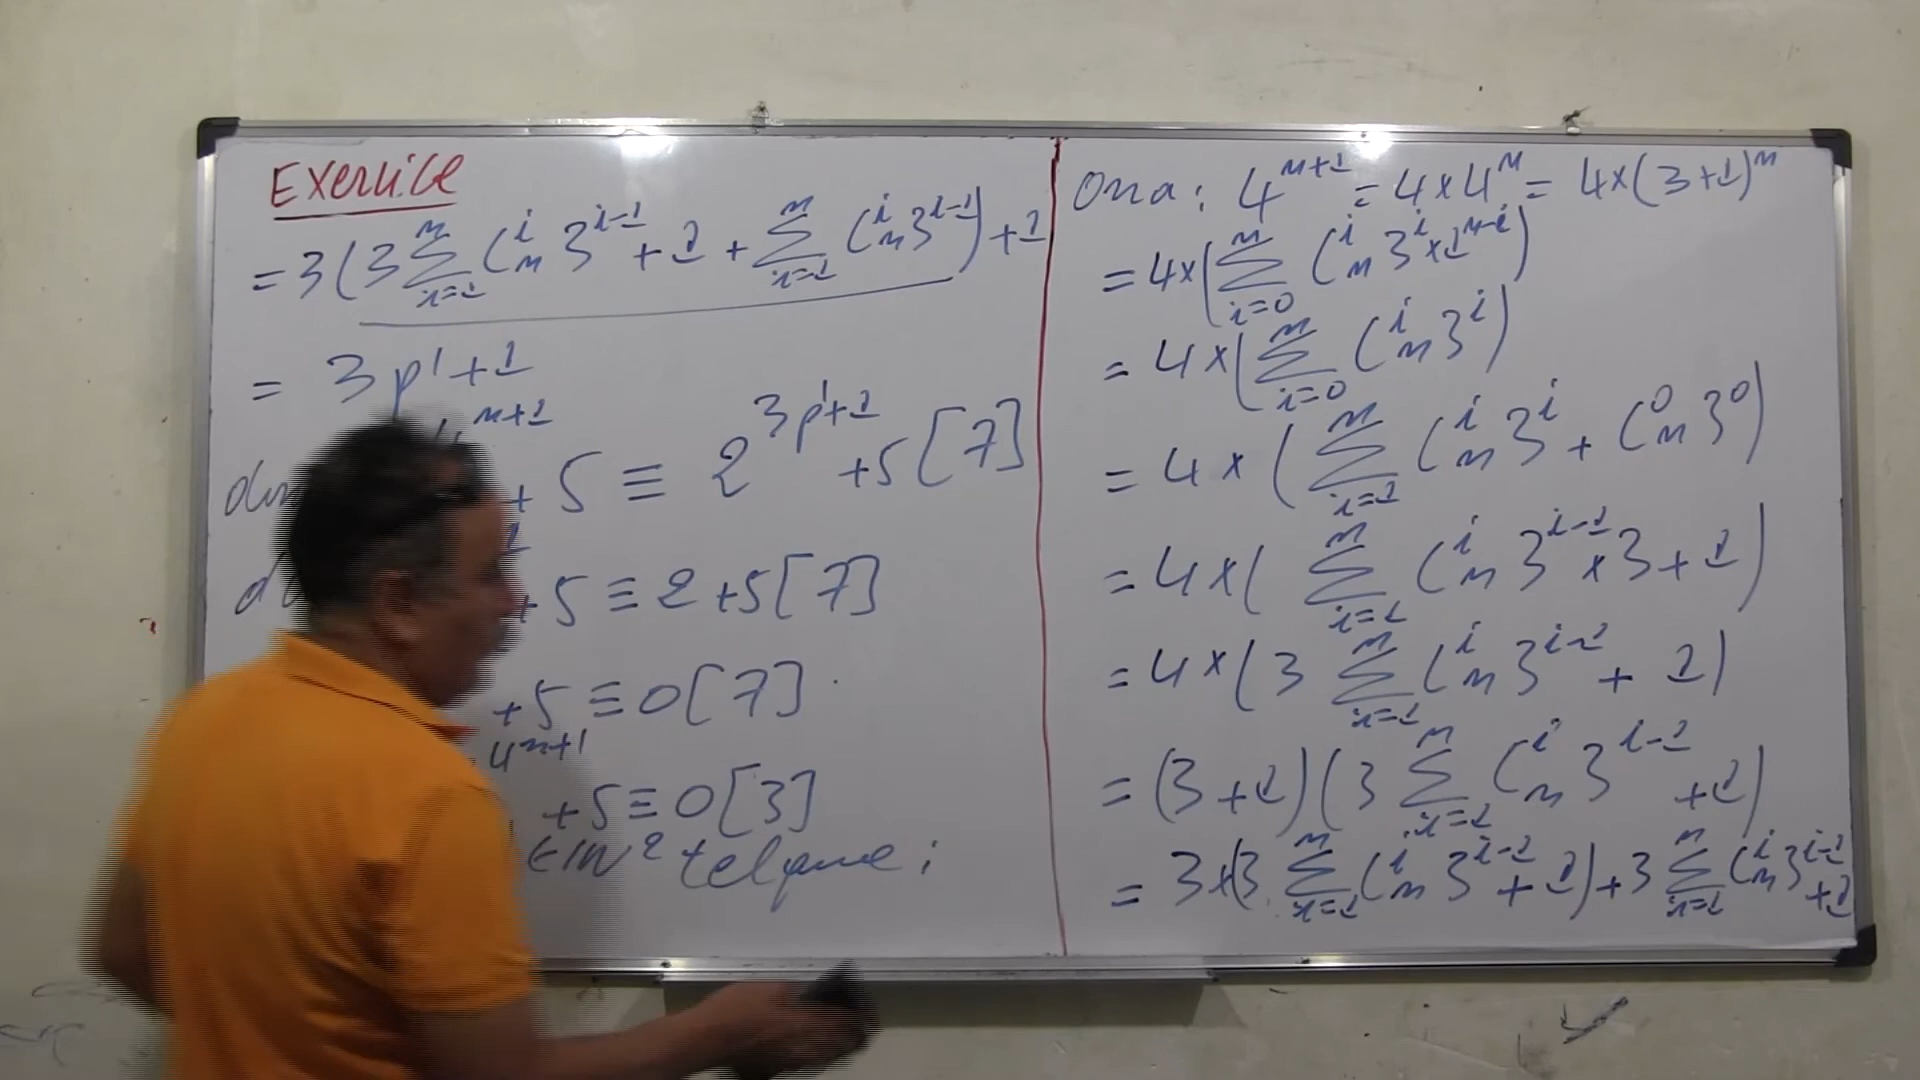 Exercice
= 3(3∑_{i=1}^{n} C_n^i 3^{i-1} + 1 + ∑_{i=1}^{n} C_n^i 3^{i-1}) + 1
= 3p' + 1
4^{n+1} + 5 ≡ 2^{3p'+1} + 5 [7]
+ 5 ≡ 2 + 5 [7]
+ 5 ≡ 0 [7]
4^{n+1} + 5 ≡ 0 [3]
∈ IN² telque :
On a : 4^{n+1} = 4 × 4^n = 4 × (3+1)^n
= 4 × (∑_{i=0}^{n} C_n^i 3^i × 1^{n-i})
= 4 × (∑_{i=0}^{n} C_n^i 3^i)
= 4 × (∑_{i=1}^{n} C_n^i 3^i + C_n^0 3^0)
= 4 × (∑_{i=1}^{n} C_n^i 3^{i-1} × 3 + 1)
= 4 × (3 ∑_{i=1}^{n} C_n^i 3^{i-1} + 1)
= (3+1)(3 ∑_{i=1}^{n} C_n^i 3^{i-1} + 1)
= 3×(3 ∑_{i=1}^{n} C_n^i 3^{i-1} + 1) + 3 ∑_{i=1}^{n} C_n^i 3^{i-1} + 1